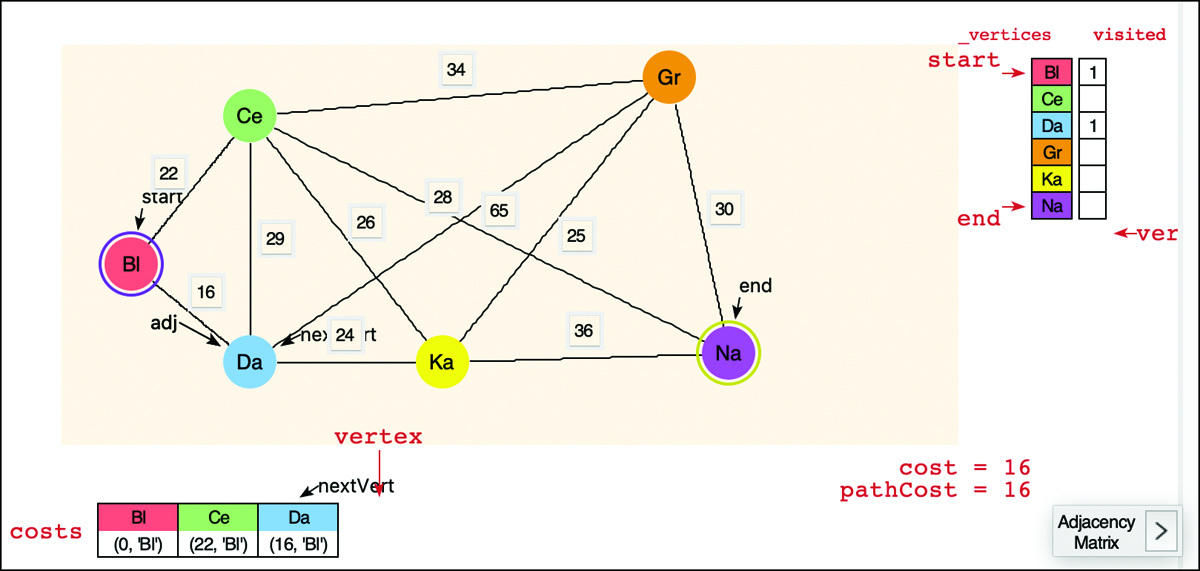 _vertices visited
start
Bl 1
Ce
Da 1
Gr
Ka
Na
end
ver
34
Gr
Ce
22
start
28
65
30
29
26
25
Bl
16
end
adj
24
36
Da
Ka
Na
vertex
nextVert
cost = 16
pathCost = 16
costs
Bl Ce Da
(0, 'Bl') (22, 'Bl') (16, 'Bl')
Adjacency
Matrix